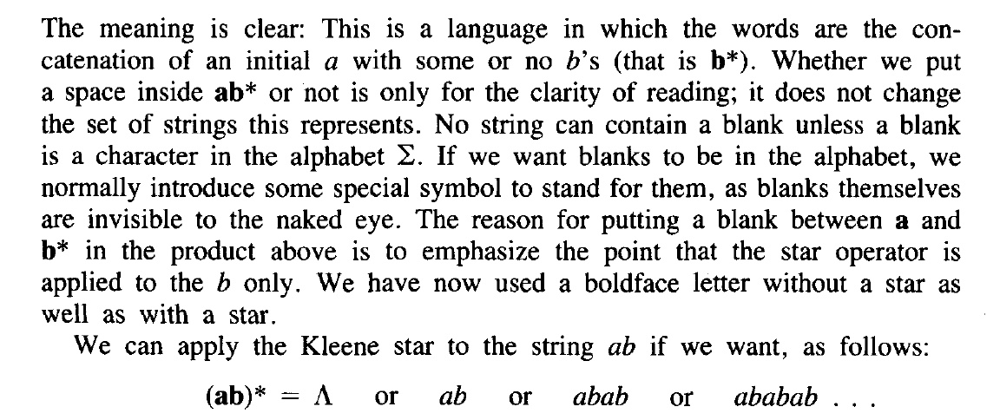 The meaning is clear: This is a language in which the words are the con-
catenation of an initial a with some or no b's (that is b*). Whether we put
a space inside ab* or not is only for the clarity of reading; it does not change
the set of strings this represents. No string can contain a blank unless a blank
is a character in the alphabet Σ. If we want blanks to be in the alphabet, we
normally introduce some special symbol to stand for them, as blanks themselves
are invisible to the naked eye. The reason for putting a blank between a and
b* in the product above is to emphasize the point that the star operator is
applied to the b only. We have now used a boldface letter without a star as
well as with a star.
We can apply the Kleene star to the string ab if we want, as follows:
(ab)* = Λ or ab or abab or ababab . . .